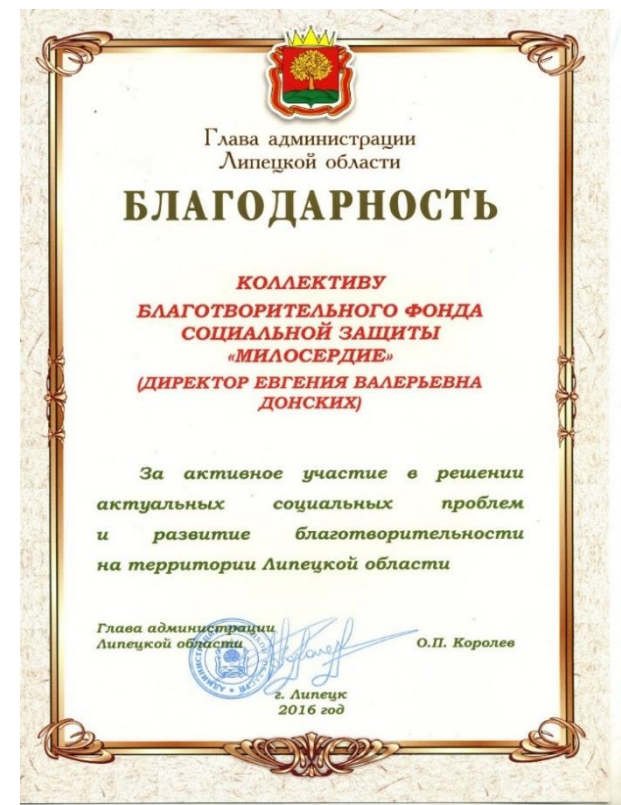 Глава администрации
Липецкой области
БЛАГОДАРНОСТЬ
КОЛЛЕКТИВУ
БЛАГОТВОРИТЕЛЬНОГО ФОНДА
СОЦИАЛЬНОЙ ЗАЩИТЫ
«МИЛОСЕРДИЕ»
(ДИРЕКТОР ЕВГЕНИЯ ВАЛЕРЬЕВНА
ДОНСКИХ)
За активное участие в решении
актуальных социальных проблем
и развитие благотворительности
на территории Липецкой области
Глава администрации
Липецкой области
О.П. Королев
г. Липецк
2016 год